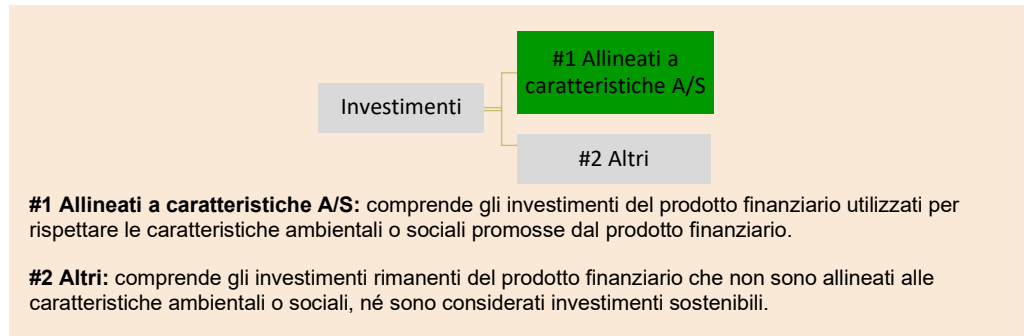 #1 Allineati a
caratteristiche A/S
Investimenti
#2 Altri
#1 Allineati a caratteristiche A/S: comprende gli investimenti del prodotto finanziario utilizzati per
rispettare le caratteristiche ambientali o sociali promosse dal prodotto finanziario.
#2 Altri: comprende gli investimenti rimanenti del prodotto finanziario che non sono allineati alle
caratteristiche ambientali o sociali, né sono considerati investimenti sostenibili.